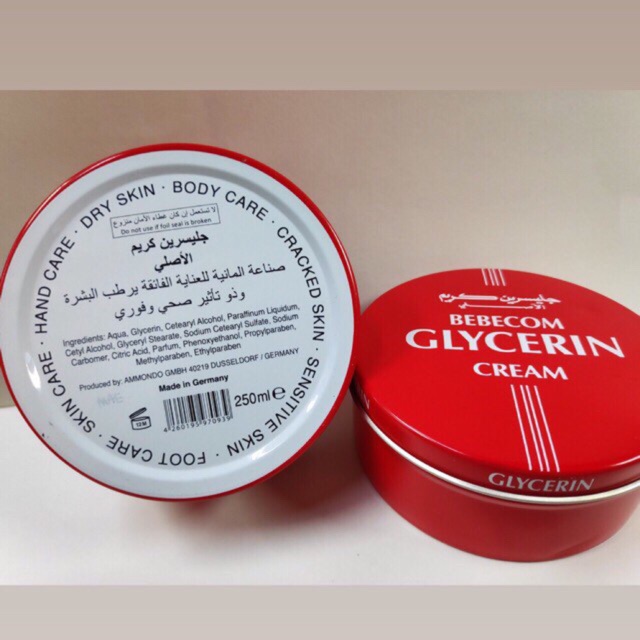 HAND CARE · DRY SKIN · BODY CARE · CRACKED SKIN · SENSITIVE SKIN · FOOT CARE · SKIN CARE ·
لا تستعمل إن كان غطاء الأمان منزوع
Do not use if foil seal is broken
جليسرين كريم
الأصلي
صناعة المانية للعناية الفائقة يرطب البشرة
وذو تأثير صحي وفوري
Ingredients: Aqua, Glycerin, Cetearyl Alcohol, Paraffinum Liquidum,
Cetyl Alcohol, Glyceryl Stearate, Sodium Cetearyl Sulfate, Sodium
Carbomer, Citric Acid, Parfum, Phenoxyethanol, Propylparaben,
Methylparaben, Ethylparaben
Produced by: AMMONDO GMBH 40219 DUSSELDORF / GERMANY
Made in Germany
12M
250ml e
4260195970939
جليسرين كريم
الأصلي
BEBECOM
GLYCERIN
CREAM
GLYCERIN